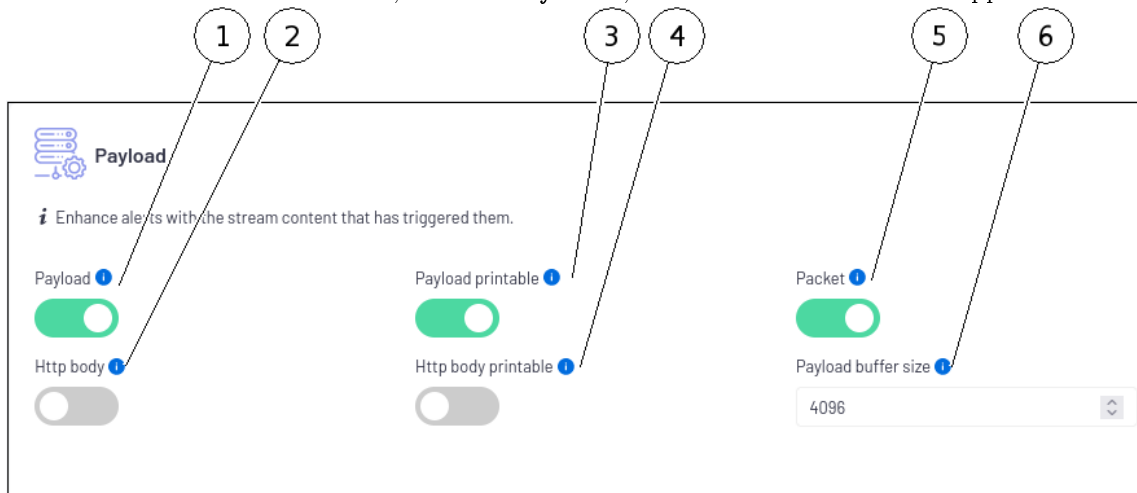 1 2 3 4 5 6
Payload
i Enhance alerts with the stream content that has triggered them.
Payload i Payload printable i Packet i
Http body i Http body printable i Payload buffer size i
4096